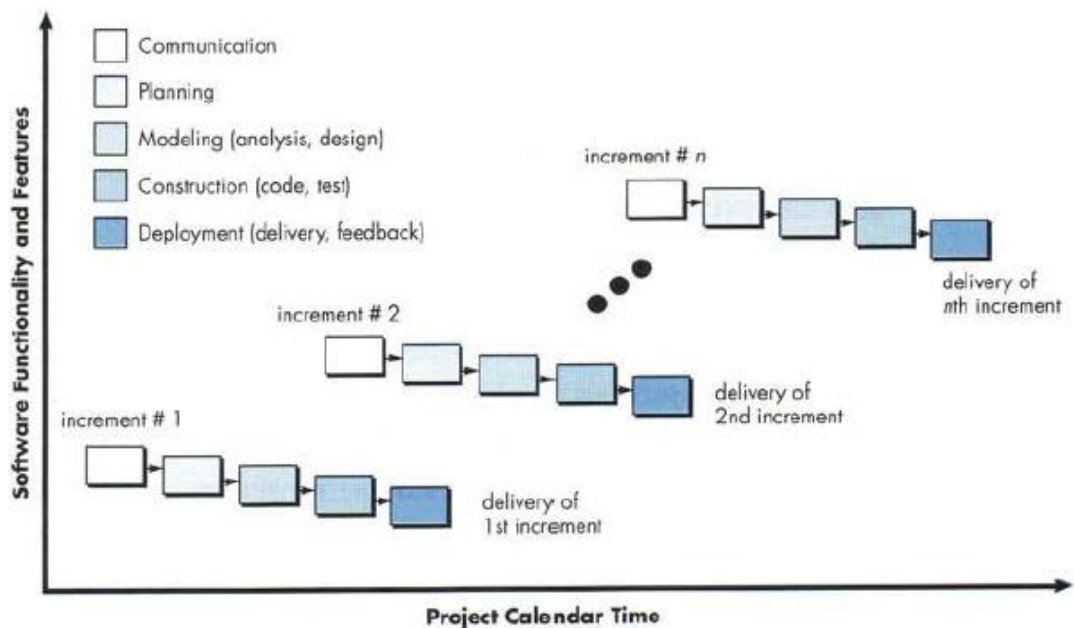 Software Functionality and Features
Communication
Planning
Modeling (analysis, design)
Construction (code, test)
Deployment (delivery, feedback)
increment # n
delivery of
nth increment
increment # 2
delivery of
2nd increment
increment # 1
delivery of
1st increment
Project Calendar Time